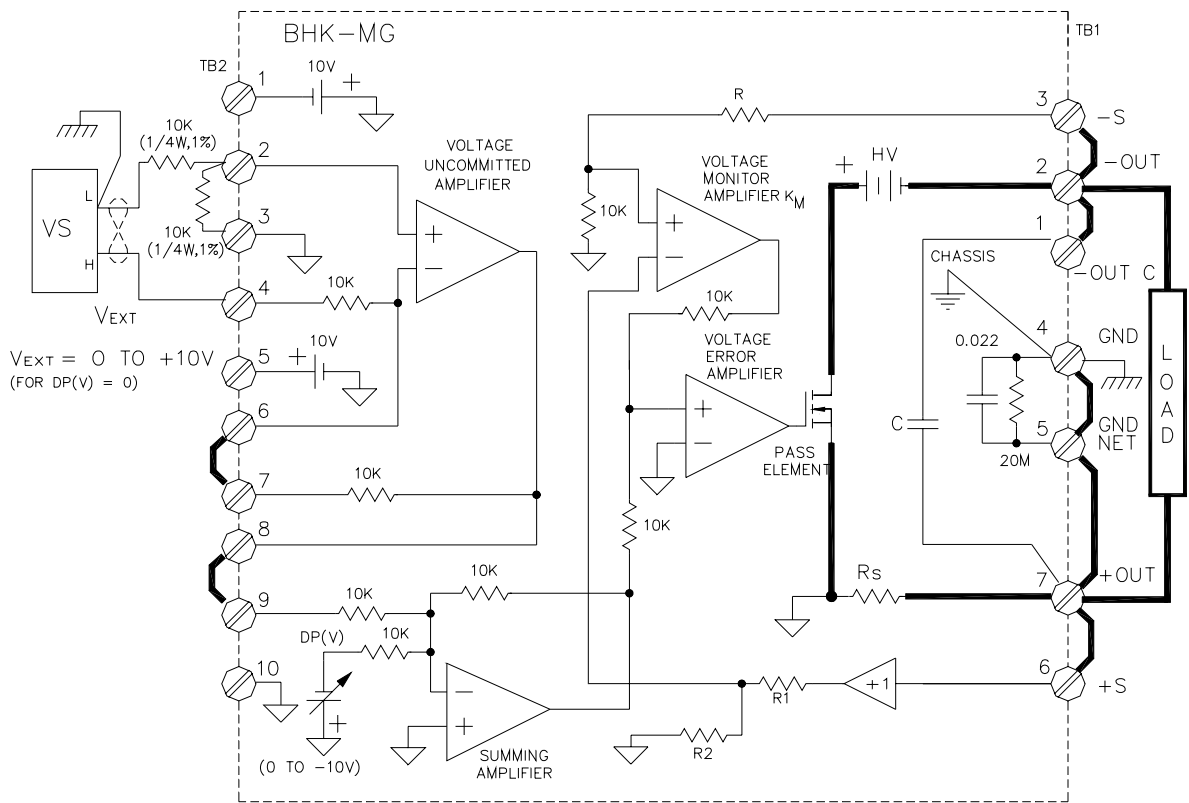 BHK-MG
TB1
TB2
1
10V
+
3
-S
R
10K
(1/4W,1%)
2
VOLTAGE
UNCOMMITTED
AMPLIFIER
VOLTAGE
MONITOR
AMPLIFIER KM
+
HV
2
-OUT
L
VS
H
10K
(1/4W,1%)
3
+
-
10K
+
-
1
-OUT C
CHASSIS
4
10K
10K
VEXT
VEXT = 0 TO +10V
(FOR DP(V) = 0)
5
+
10V
VOLTAGE
ERROR
AMPLIFIER
0.022
4
GND
LOAD
6
+
-
C
5
GND
NET
20M
PASS
ELEMENT
7
10K
8
10K
9
10K
10K
Rs
7
+OUT
DP(V)
10K
10
+
(0 TO -10V)
-
+
SUMMING
AMPLIFIER
+1
R1
R2
6
+S